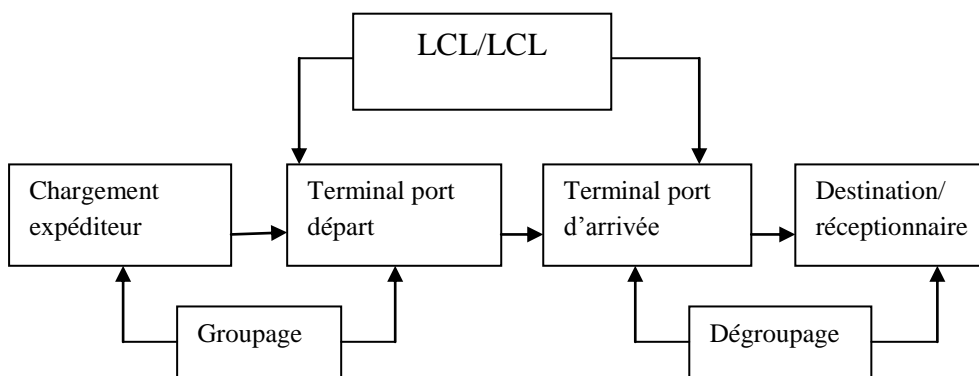 LCL/LCL
Chargement
expéditeur
Terminal port
départ
Terminal port
d’arrivée
Destination/
réceptionnaire
Groupage
Dégroupage